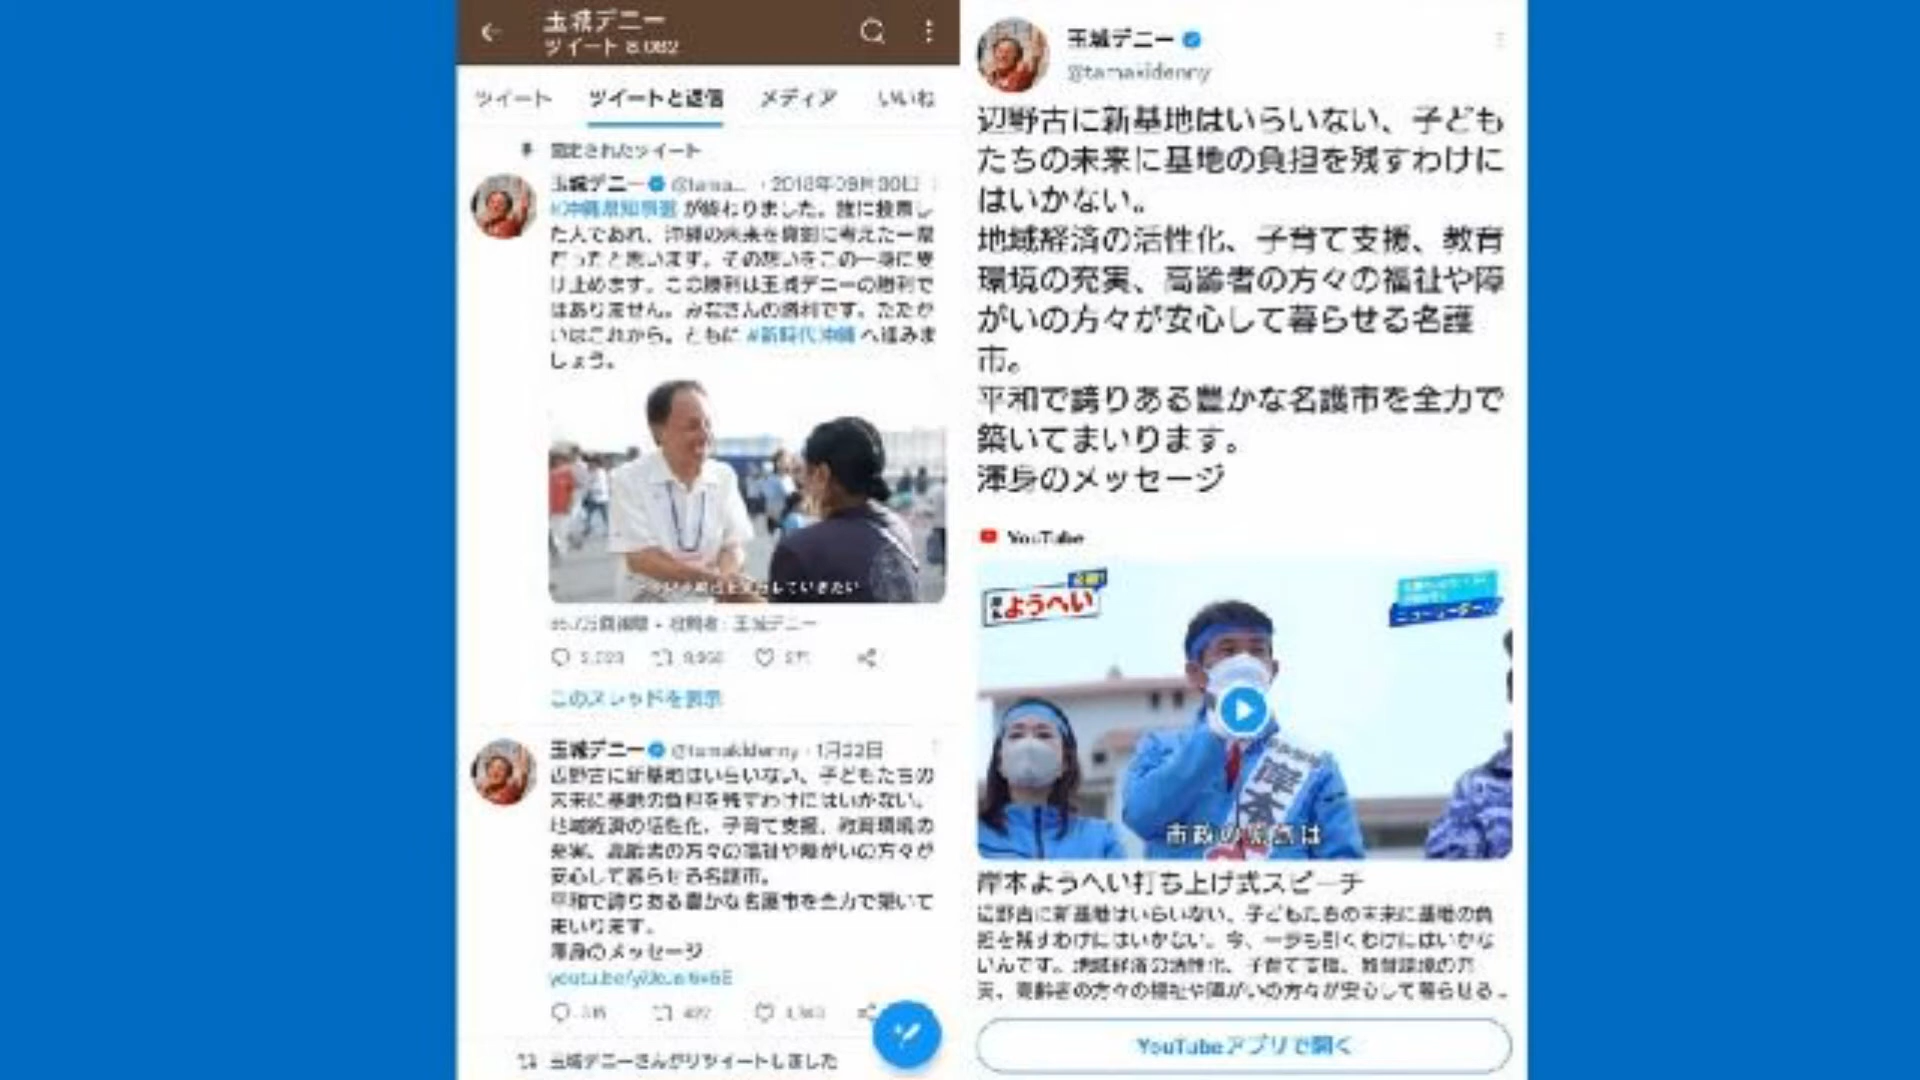 玉城デニー
ツイート 8,082
ツイート
ツイートと返信
メディア
いいね
固定されたツイート
玉城デニー @tama... · 2018年09月30日
#沖縄県知事選 が終わりました。誰に投票し
た人であれ、沖縄の未来を真剣に考えた一票
だったと思います。その想いをこの一身に受
け止めます。この勝利は玉城デニーの勝利で
はありません。みなさんの勝利です。たたか
いはこれから。ともに #新時代沖縄 へ進みま
しょう。
していきたい
このスレッドを表示
玉城デニー @tamakidenny · 1月22日
辺野古に新基地はいらいない、子どもたちの
未来に基地の負担を残すわけにはいかない。
地域経済の活性化、子育て支援、教育環境の
充実、高齢者の方々の福祉や障がいの方々が
安心して暮らせる名護市。
平和で誇りある豊かな名護市を全力で築いて
まいります。
渾身のメッセージ
玉城デニーさんがリツイートしました
玉城デニー
@tamakidenny
辺野古に新基地はいらいない、子ども
たちの未来に基地の負担を残すわけに
はいかない。
地域経済の活性化、子育て支援、教育
環境の充実、高齢者の方々の福祉や障
がいの方々が安心して暮らせる名護
市。
平和で誇りある豊かな名護市を全力で
築いてまいります。
渾身のメッセージ
YouTube
ようへい
ニューリーダー
岸本
市政の原点は
岸本ようへい打ち上げ式スピーチ
辺野古に新基地はいらいない、子どもたちの未来に基地の負
担を残すわけにはいかない。今、一歩も引くわけにはいかな
いんです。地域経済の活性化、子育て支援、教育環境の充
実、高齢者の方々の福祉や障がいの方々が安心して暮らせる...
YouTubeアプリで開く